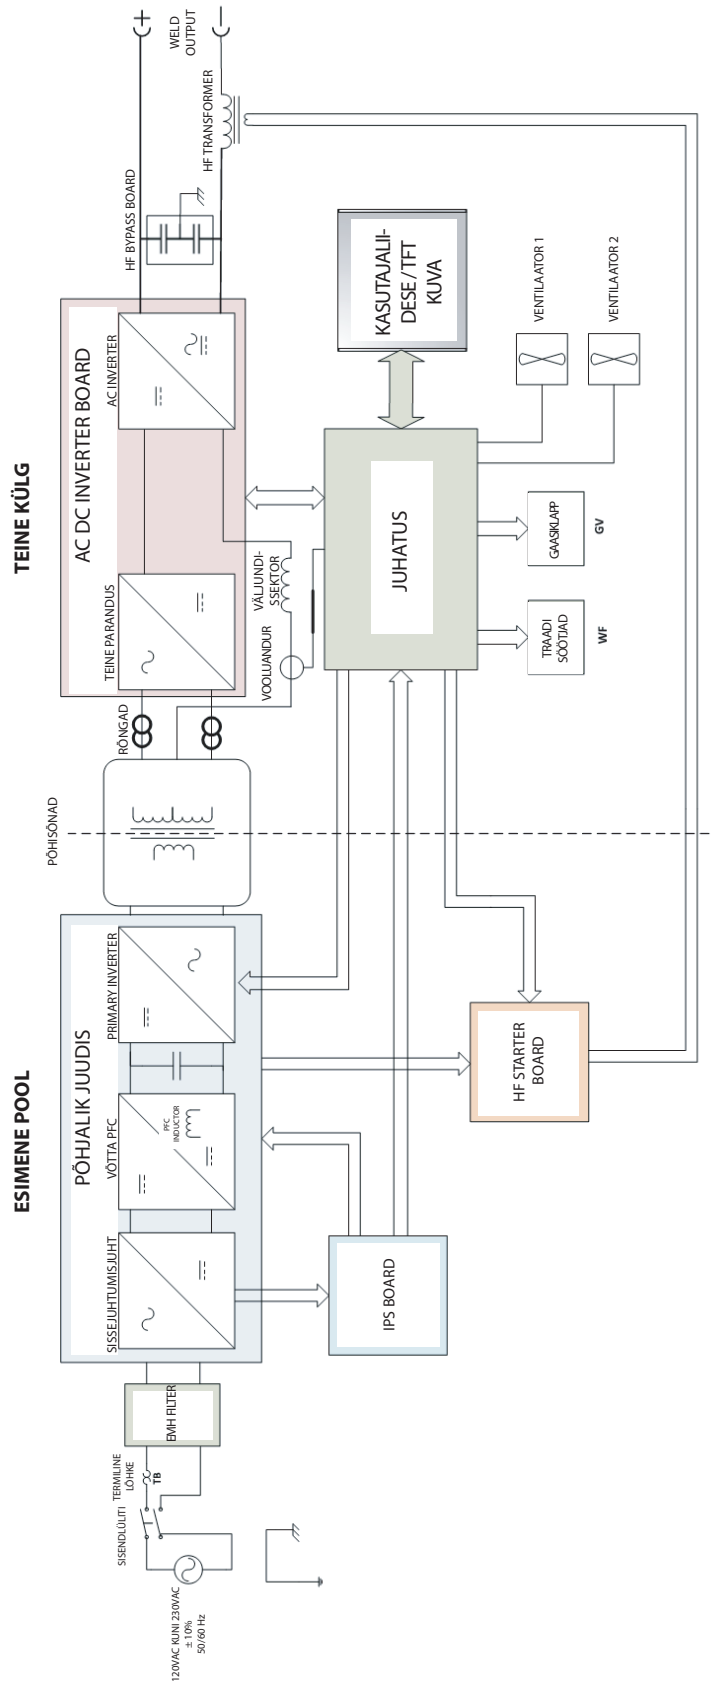 ESIMENE POOL
TEINE KÜLG
PÕHISÕNAD
PÕHJALIK JUUDIS
SISSEJUHTUMISJUHT
VÕTTA PFC
PFC
INDUCTOR
PRIMARY INVERTER
RÕNGAD
AC DC INVERTER BOARD
TEINE PARANDUS
AC INVERTER
HF BYPASS BOARD
HF TRANSFORMER
WELD
OUTPUT
+
−
120VAC KUNI 230VAC
± 10%
50/60 Hz
SISENDLÜLITI
TERMILINE
LÕHKE
TB
EMH FILTER
VOOLUANDUR
VÄLJUNDI-
SSEKTOR
IPS BOARD
HF STARTER
BOARD
JUHATUS
KASUTAJALII-
DESE / TFT
KUVA
TRAADI
SÖÖTJAD
WF
GAASIKLAPP
GV
VENTILAATOR 1
VENTILAATOR 2